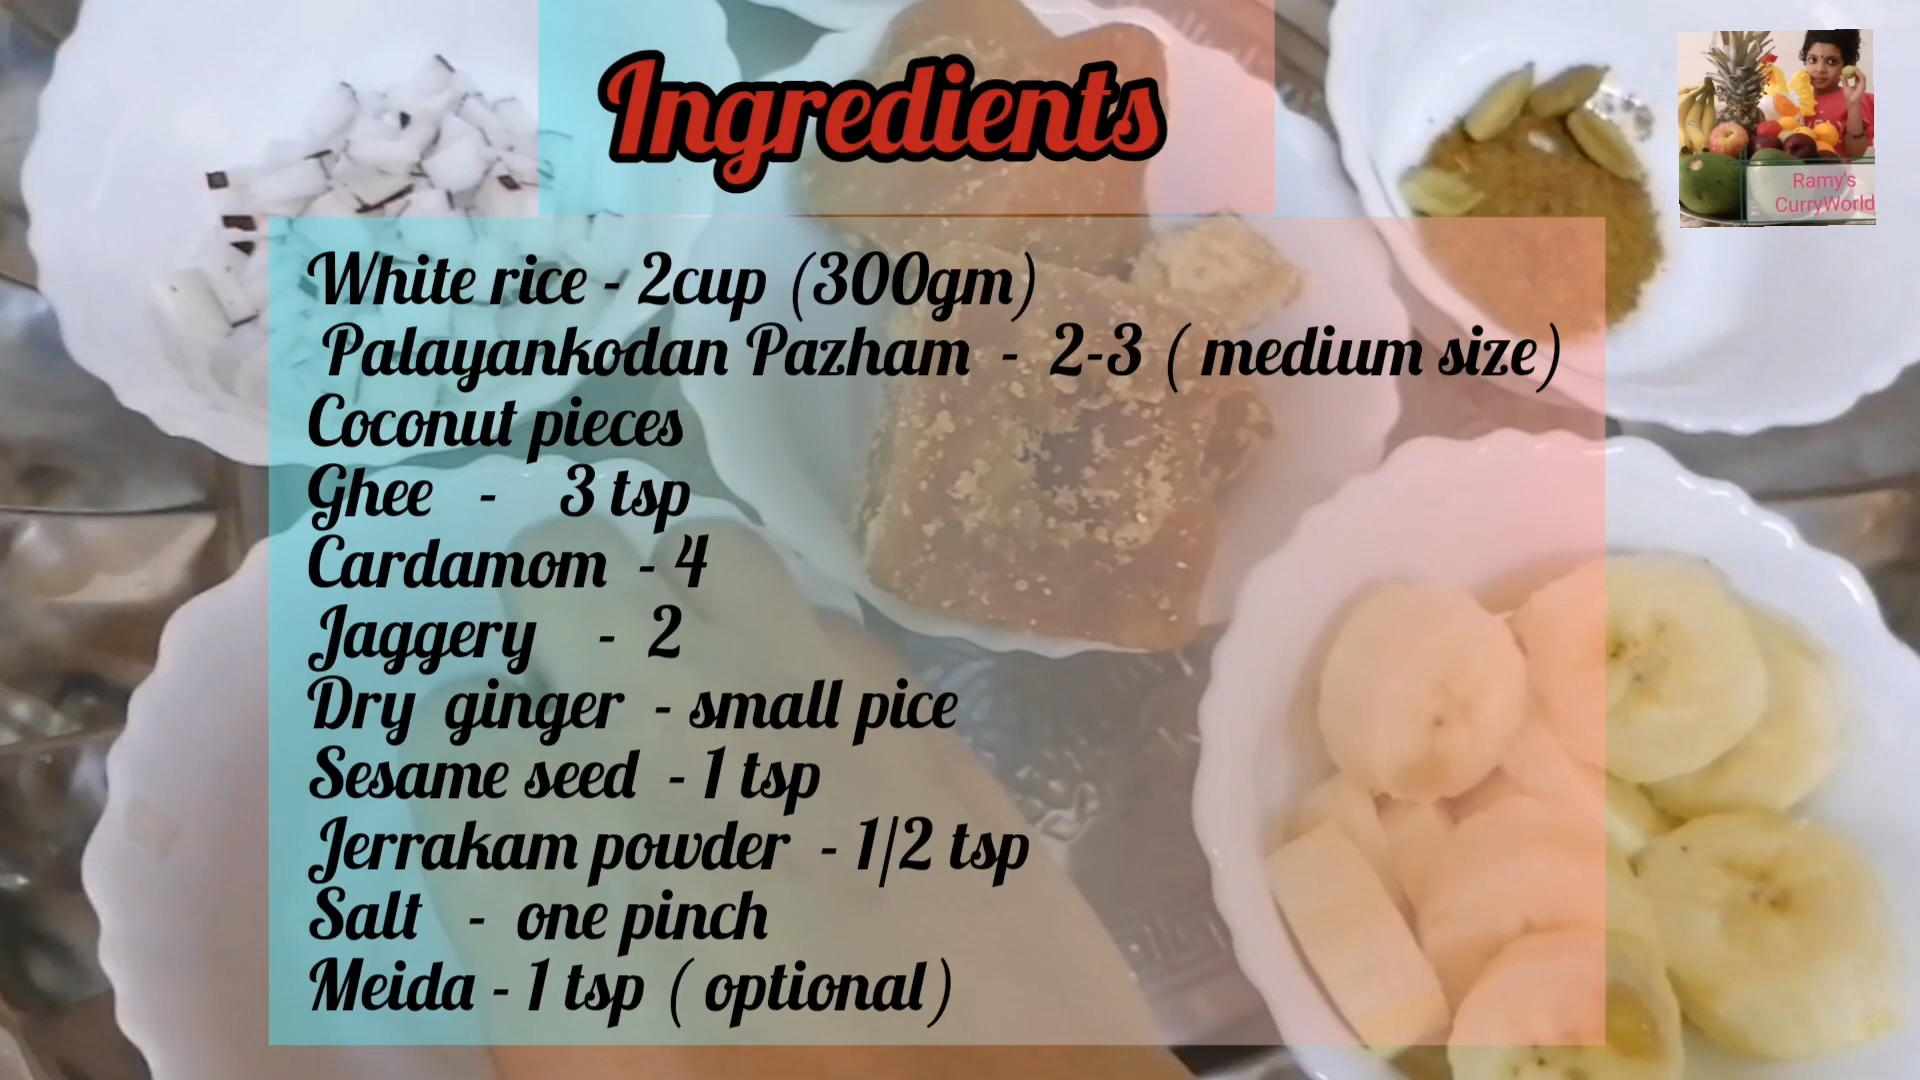 Ingredients
Ramy's
CurryWorld
White rice - 2cup (300gm)
Palayankodan Pazham - 2-3 ( medium size)
Coconut pieces
Ghee - 3 tsp
Cardamom - 4
Jaggery - 2
Dry ginger - small pice
Sesame seed - 1 tsp
Jerrakam powder - 1/2 tsp
Salt - one pinch
Meida - 1 tsp ( optional)